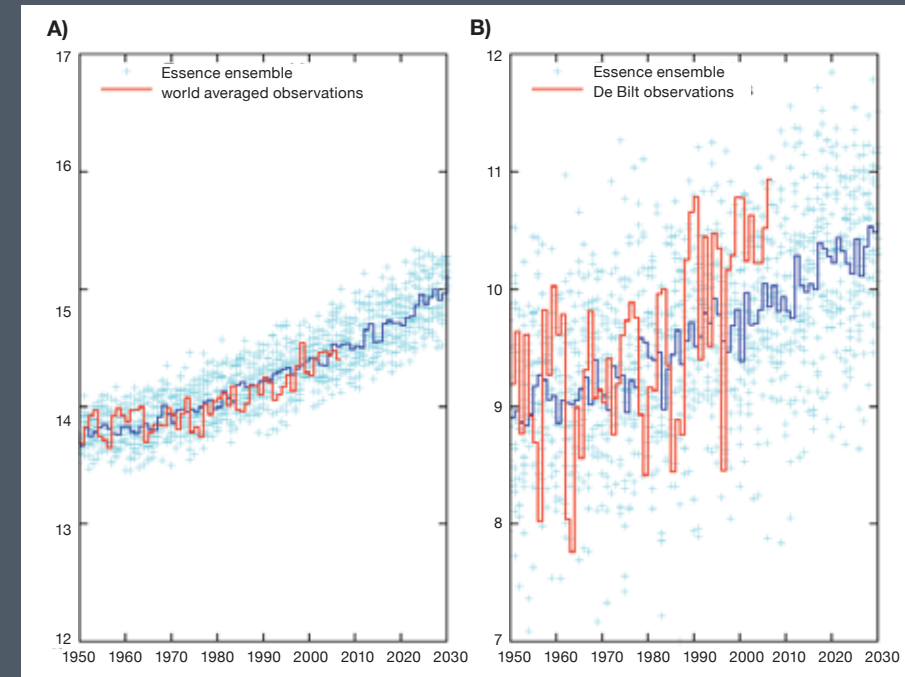 A)
17
16
15
14
13
12
Essence ensemble
world averaged observations
1950 1960 1970 1980 1990 2000 2010 2020 2030
B)
12
11
10
9
8
7
Essence ensemble
De Bilt observations
1950 1960 1970 1980 1990 2000 2010 2020 2030